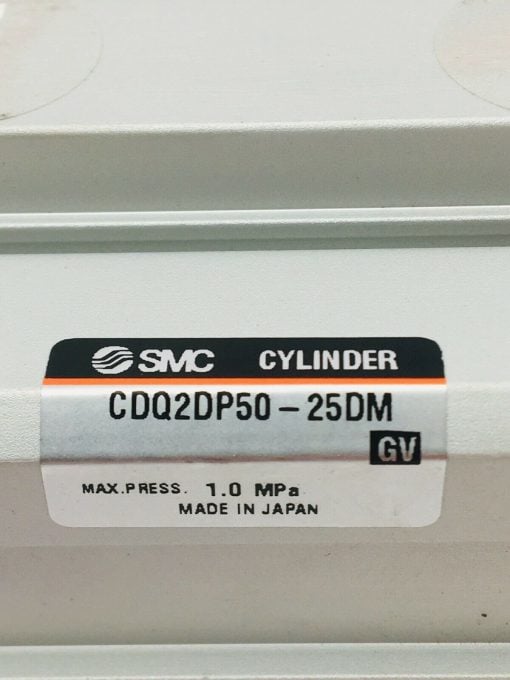 SMC CYLINDER
CDQ2DP50-25DM
GV
MAX.PRESS. 1.0 MPa
MADE IN JAPAN